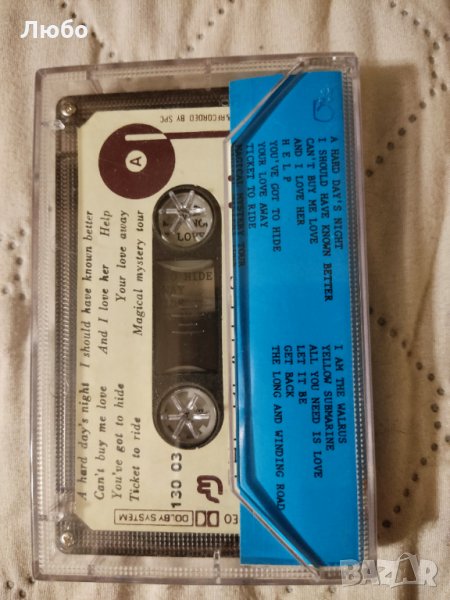 Любо
& RECORDED BY SPC
A
A hard day's night I should have known better
Can't buy me love And I love her Help
You've got to hide Your love away
Ticket to ride Magical mystery tour
130 03
DOLBY SYSTEM
A HARD DAY'S NIGHT
I SHOULD HAVE KNOWN BETTER
CAN'T BUY ME LOVE
AND I LOVE HER
H E L P
YOU'VE GOT TO HIDE
YOUR LOVE AWAY
TICKET TO RIDE
MAGICAL MYSTERY TOUR
I AM THE WALRUS
YELLOW SUBMARINE
ALL YOU NEED IS LOVE
LET IT BE
GET BACK
THE LONG AND WINDING ROAD
BAZAR